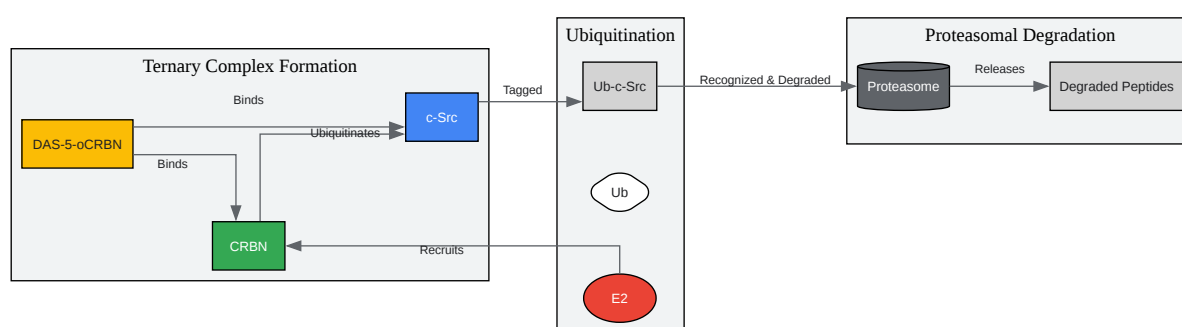 Ternary Complex Formation
DAS-5-oCRBN
Binds
Binds
Ubiquitinates
c-Src
CRBN
Tagged
Recruits
Ubiquitination
Ub-c-Src
Ub
E2
Recognized & Degraded
Proteasomal Degradation
Proteasome
Releases
Degraded Peptides